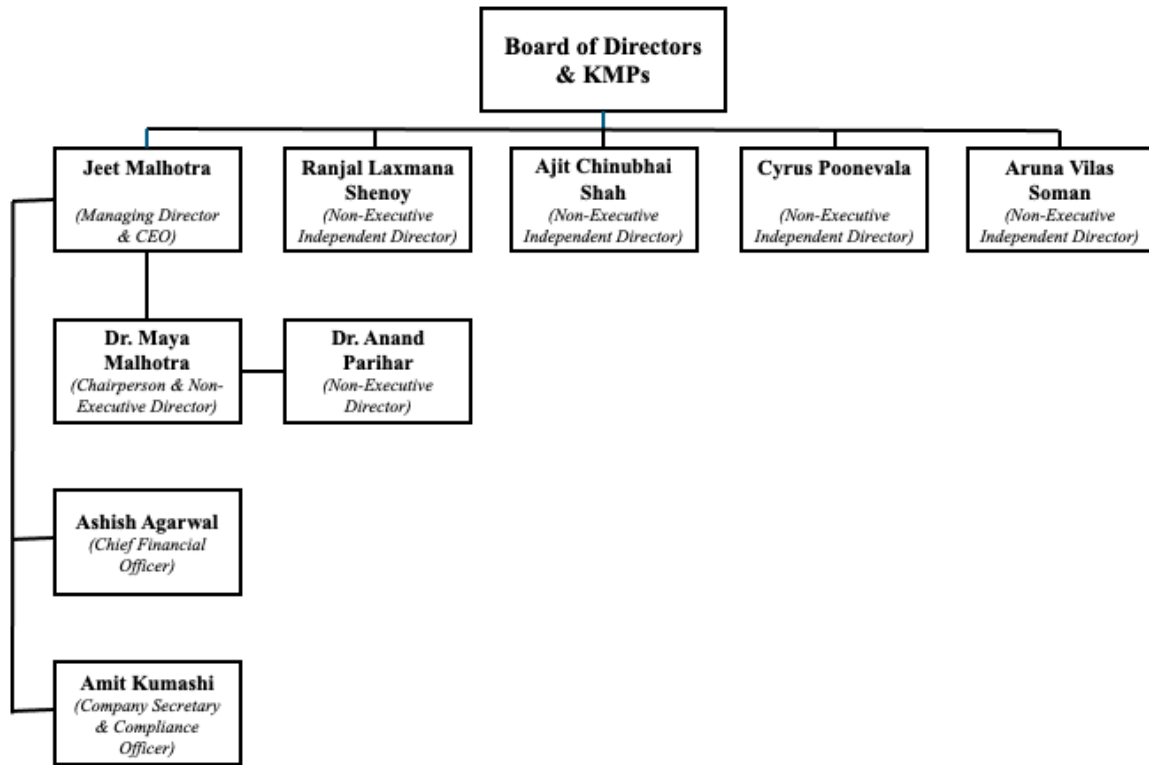 Board of Directors
& KMPs
Jeet Malhotra
(Managing Director
& CEO)
Ranjal Laxmana
Shenoy
(Non-Executive
Independent Director)
Ajit Chinubhai
Shah
(Non-Executive
Independent Director)
Cyrus Poonevala
(Non-Executive
Independent Director)
Aruna Vilas
Soman
(Non-Executive
Independent Director)
Dr. Maya
Malhotra
(Chairperson & Non-
Executive Director)
Dr. Anand
Parihar
(Non-Executive
Director)
Ashish Agarwal
(Chief Financial
Officer)
Amit Kumashi
(Company Secretary
& Compliance
Officer)